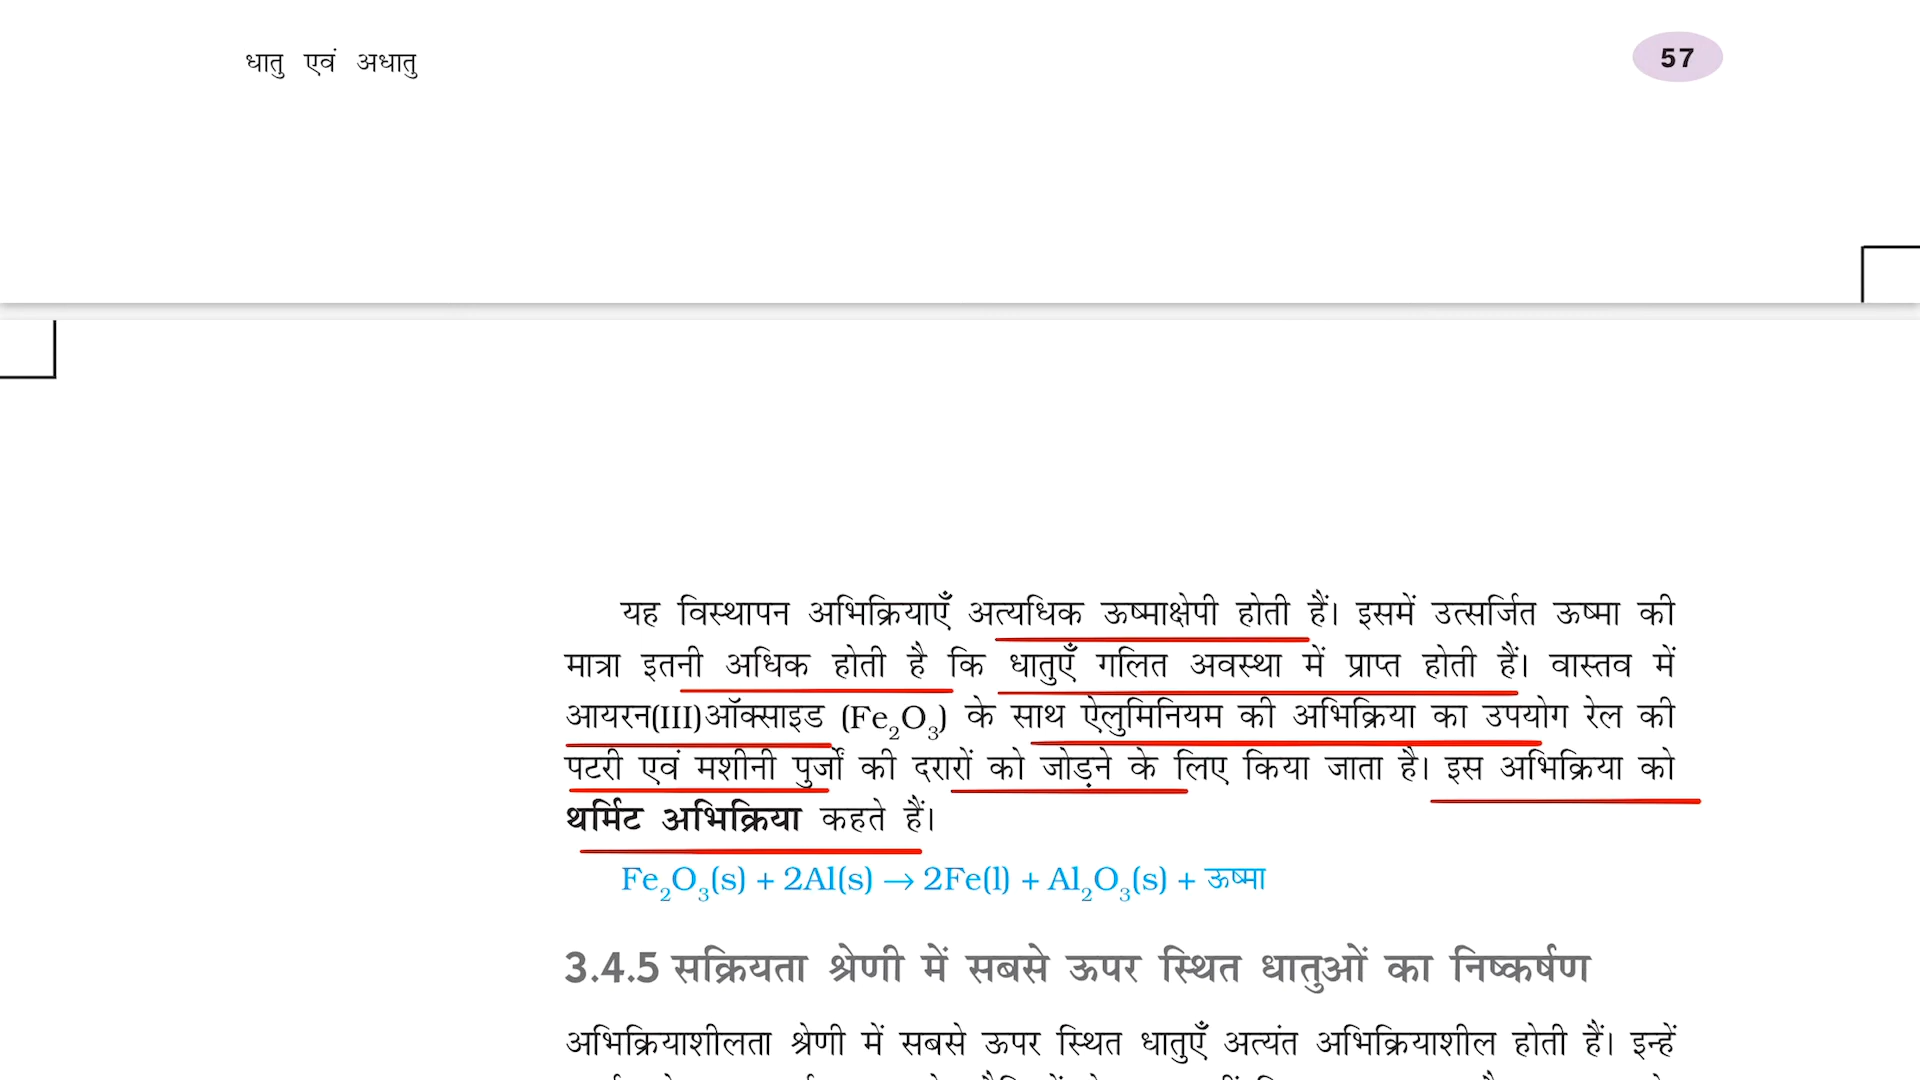 धातु एवं अधातु
57
यह विस्थापन अभिक्रियाएँ अत्यधिक ऊष्माक्षेपी होती हैं। इसमें उत्सर्जित ऊष्मा की
मात्रा इतनी अधिक होती है कि धातुएँ गलित अवस्था में प्राप्त होती हैं। वास्तव में
आयरन(III)ऑक्साइड (Fe₂O₃) के साथ ऐलुमिनियम की अभिक्रिया का उपयोग रेल की
पटरी एवं मशीनी पुर्जों की दरारों को जोड़ने के लिए किया जाता है। इस अभिक्रिया को
थर्मिट अभिक्रिया कहते हैं।
Fe₂O₃(s) + 2Al(s) → 2Fe(l) + Al₂O₃(s) + ऊष्मा
3.4.5 सक्रियता श्रेणी में सबसे ऊपर स्थित धातुओं का निष्कर्षण
अभिक्रियाशीलता श्रेणी में सबसे ऊपर स्थित धातुएँ अत्यंत अभिक्रियाशील होती हैं। इन्हें